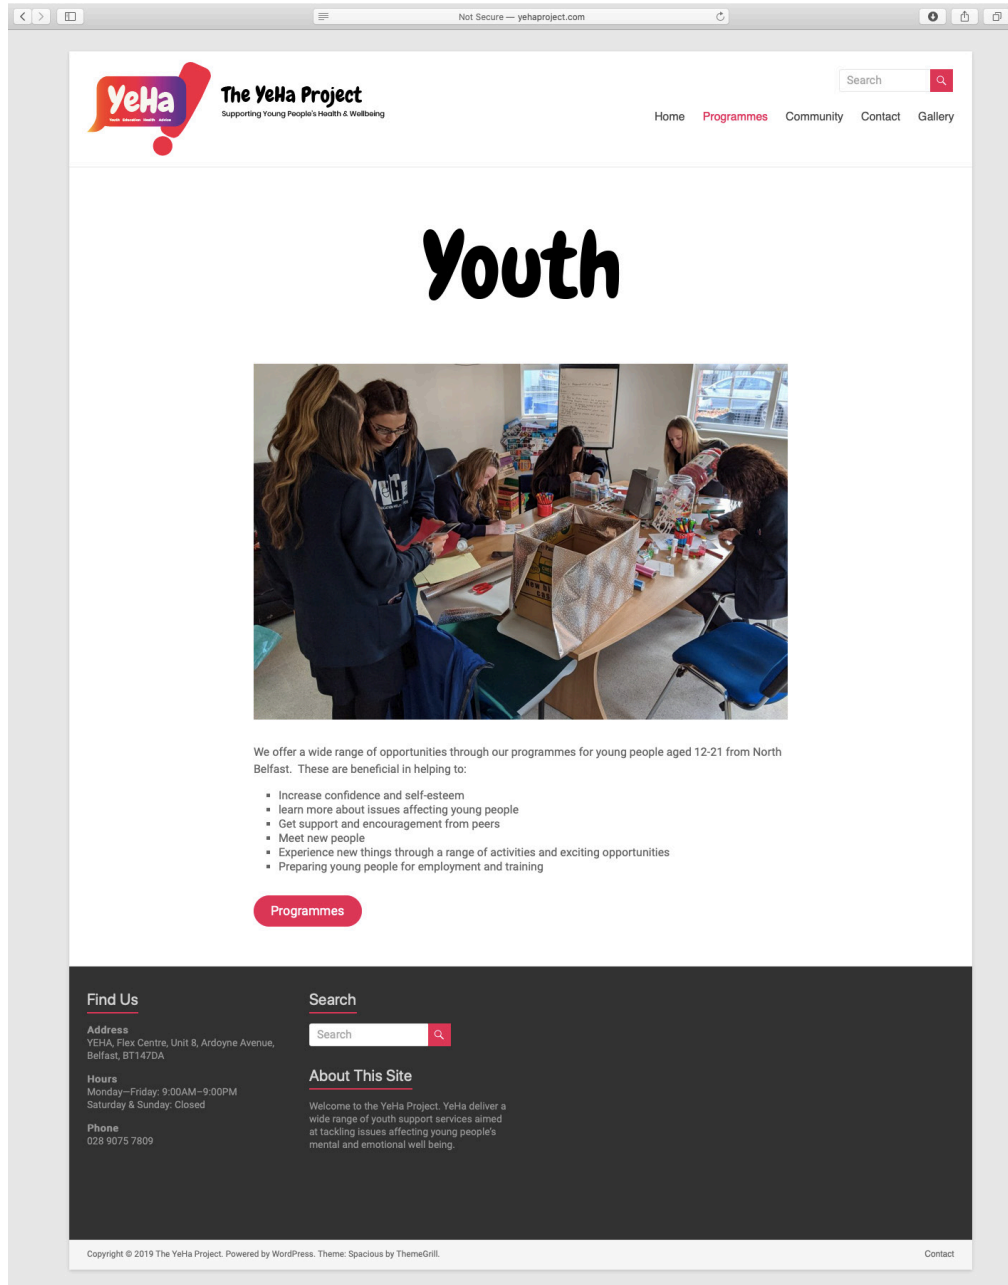 Not Secure — yehaproject.com
YeHa
Youth Education Health Advice
The YeHa Project
Supporting Young People's Health & Wellbeing
Search
Home Programmes Community Contact Gallery
Youth
We offer a wide range of opportunities through our programmes for young people aged 12-21 from North
Belfast. These are beneficial in helping to:
Increase confidence and self-esteem
learn more about issues affecting young people
Get support and encouragement from peers
Meet new people
Experience new things through a range of activities and exciting opportunities
Preparing young people for employment and training
Programmes
Find Us
Address
YEHA, Flex Centre, Unit 8, Ardoyne Avenue,
Belfast, BT147DA
Hours
Monday—Friday: 9:00AM–9:00PM
Saturday & Sunday: Closed
Phone
028 9075 7809
Search
Search
About This Site
Welcome to the YeHa Project. YeHa deliver a
wide range of youth support services aimed
at tackling issues affecting young people's
mental and emotional well being.
Copyright © 2019 The YeHa Project. Powered by WordPress. Theme: Spacious by ThemeGrill.
Contact